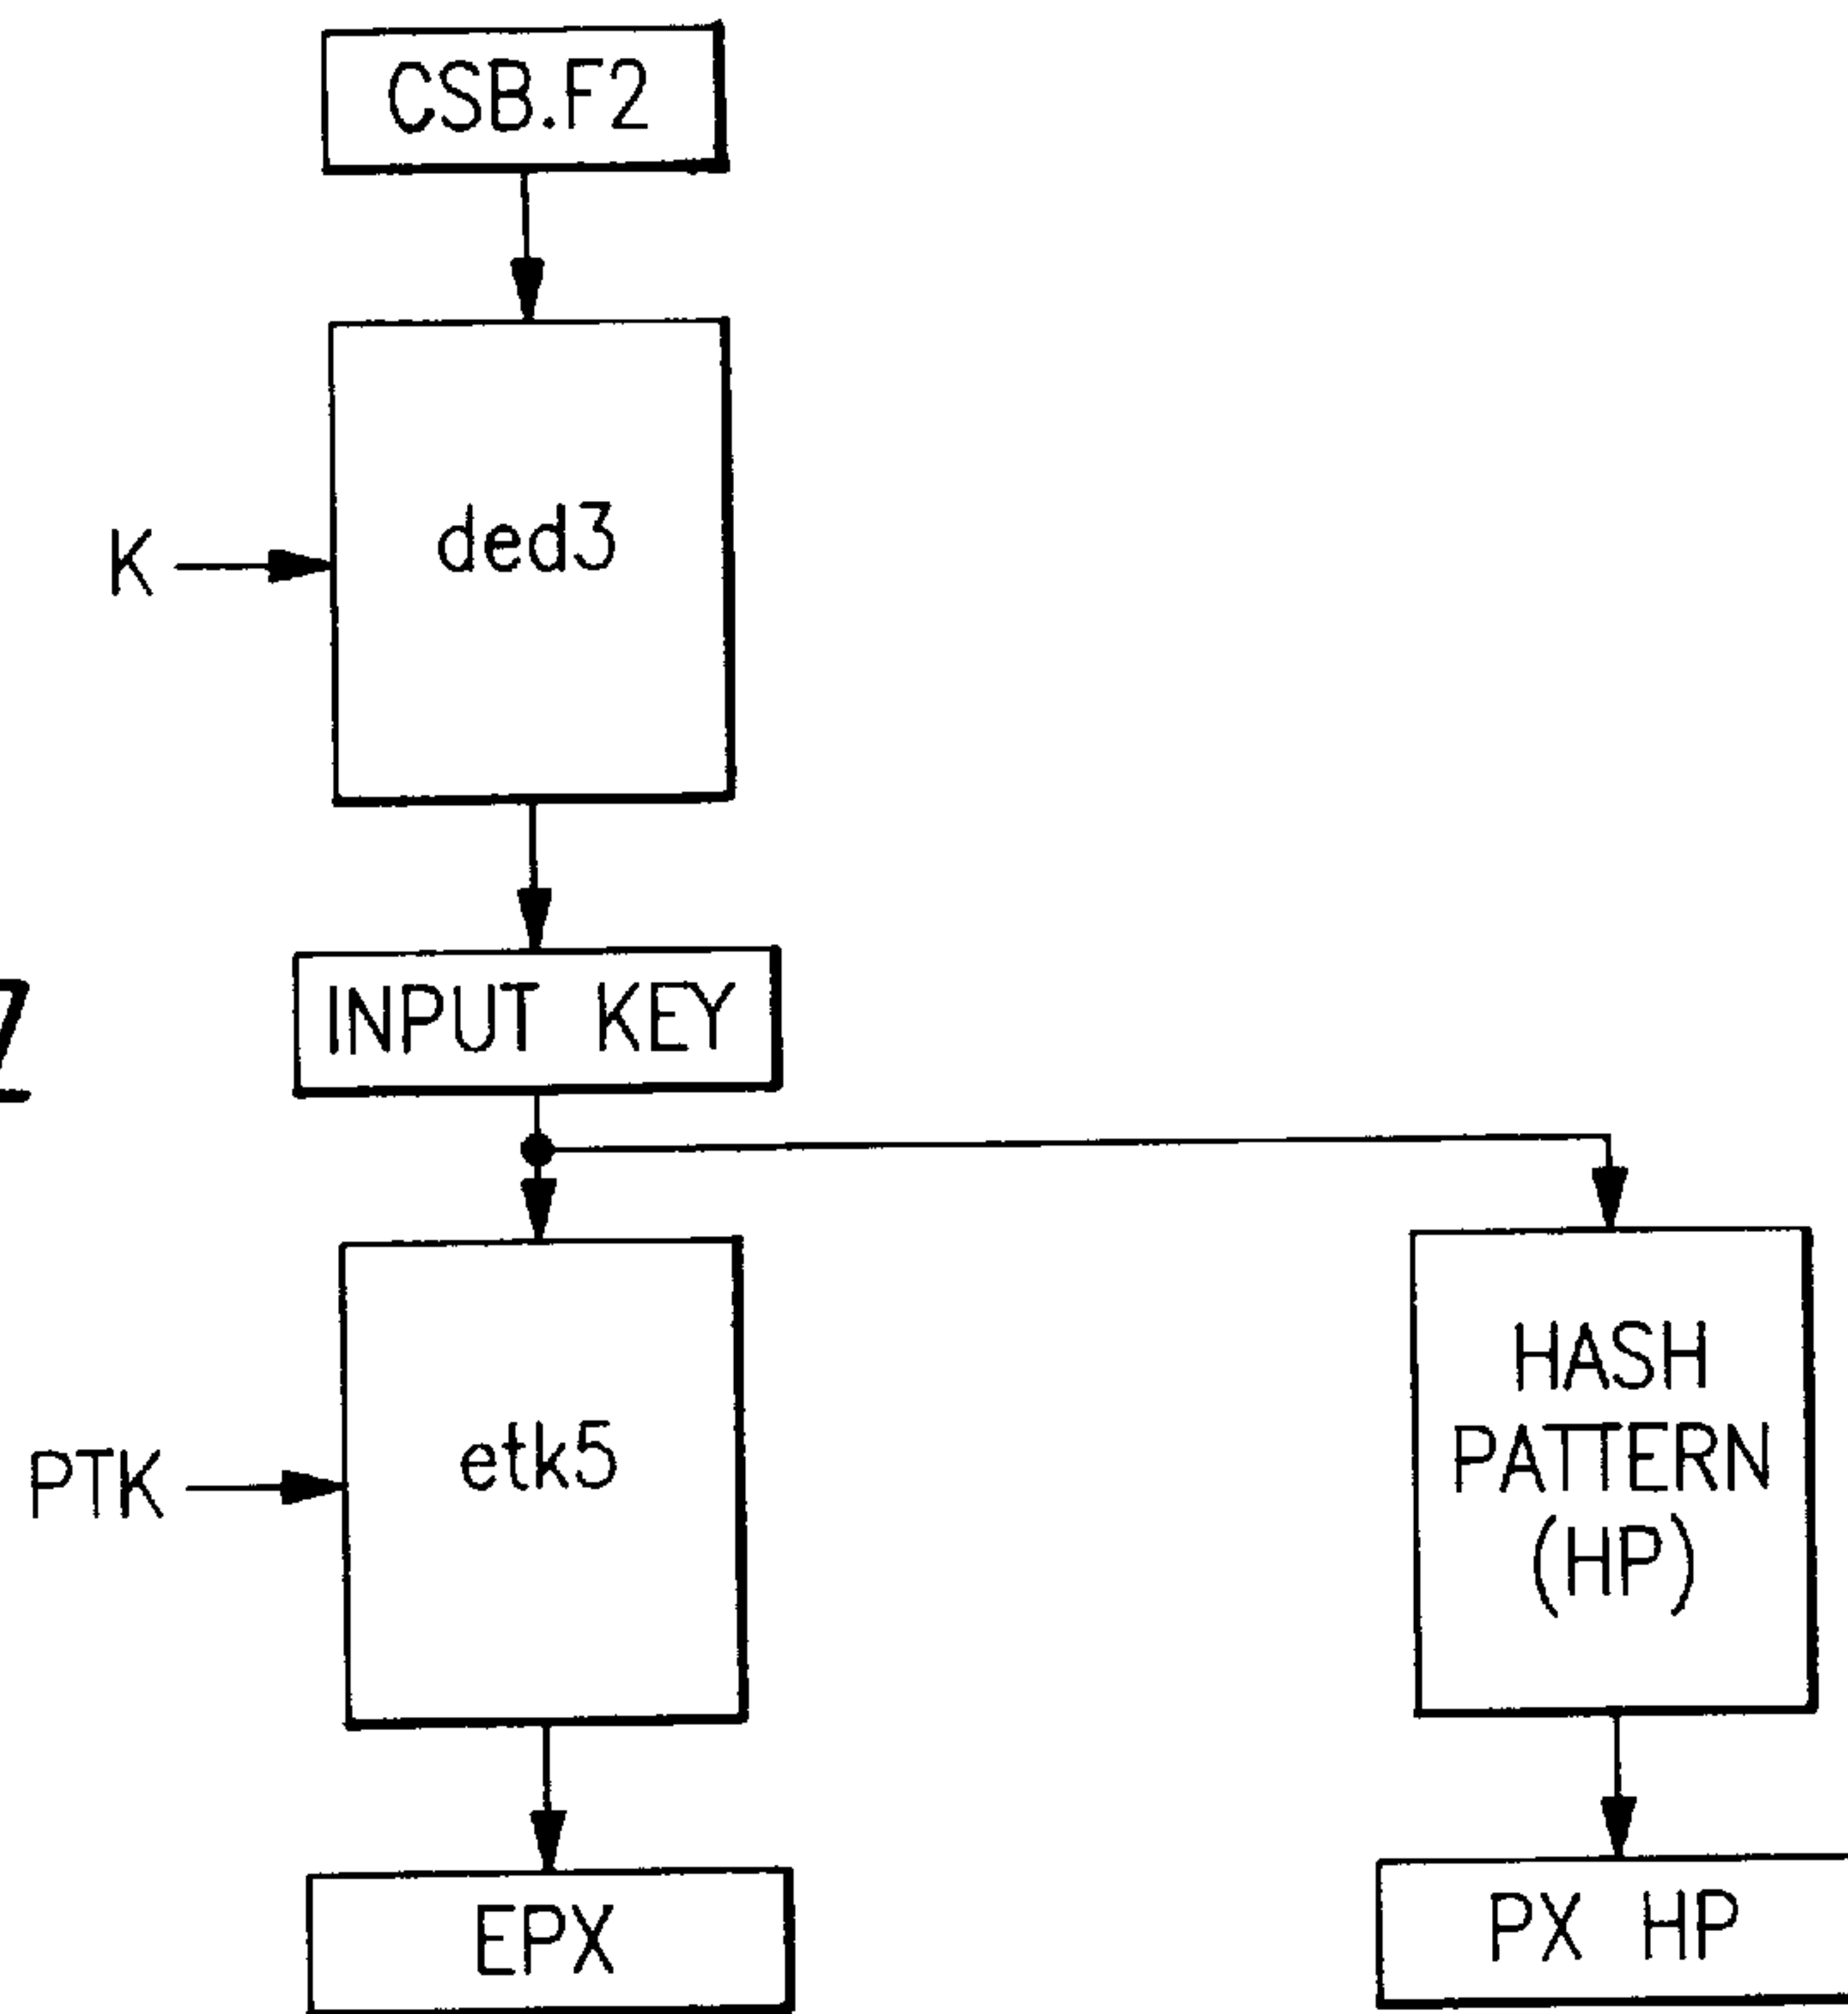 CSB.F2
K
ded3
INPUT KEY
PTK
etk5
HASH
PATTERN
(HP)
EPX
PX HP